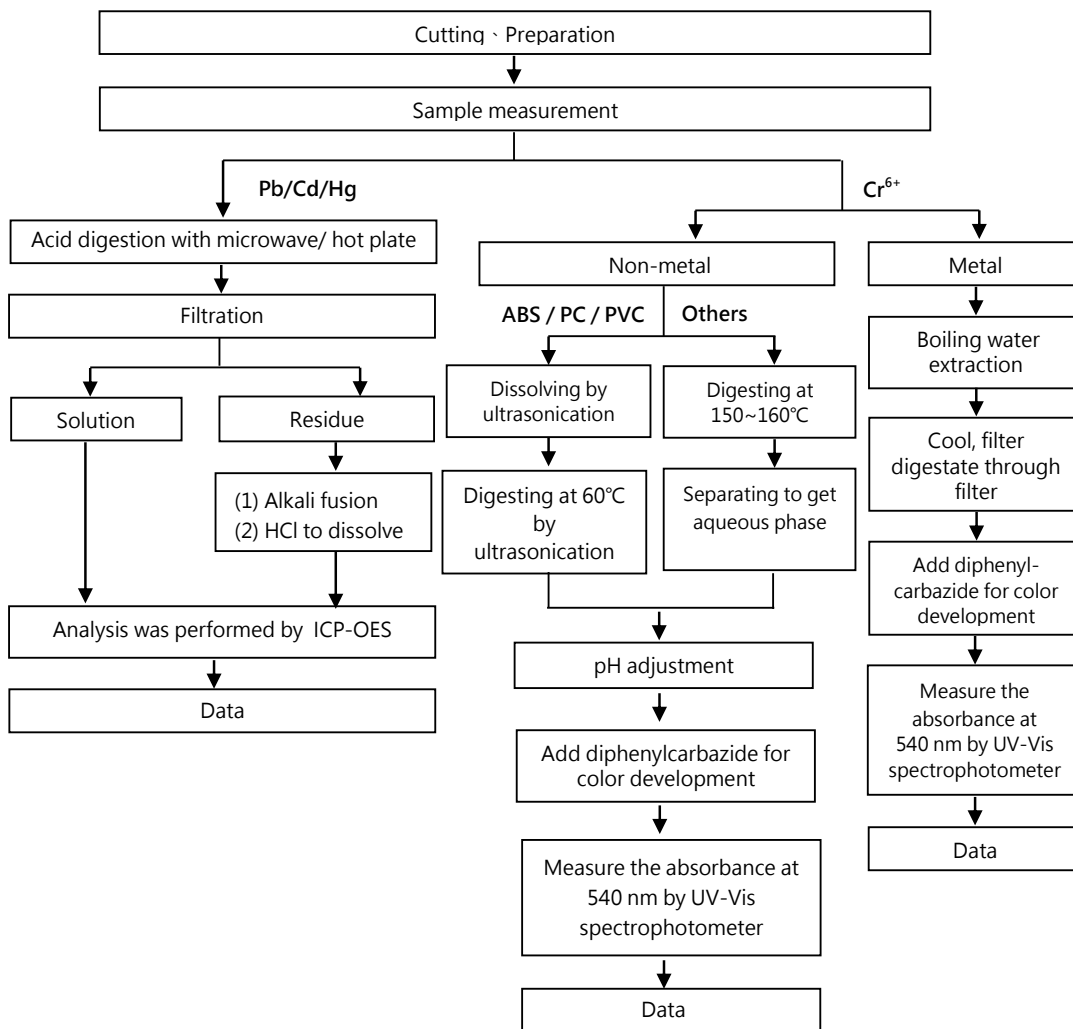 Cutting、Preparation
Sample measurement
Pb/Cd/Hg
Acid digestion with microwave/ hot plate
Filtration
Solution
Residue
(1) Alkali fusion
(2) HCl to dissolve
Analysis was performed by ICP-OES
Data
Cr⁶⁺
Non-metal
ABS / PC / PVC
Others
Dissolving by
ultrasonication
Digesting at 60℃
by
ultrasonication
Digesting at
150~160℃
Separating to get
aqueous phase
pH adjustment
Add diphenylcarbazide for
color development
Measure the absorbance at
540 nm by UV-Vis
spectrophotometer
Data
Metal
Boiling water
extraction
Cool, filter
digestate through
filter
Add diphenyl-
carbazide for color
development
Measure the
absorbance at
540 nm by UV-Vis
spectrophotometer
Data